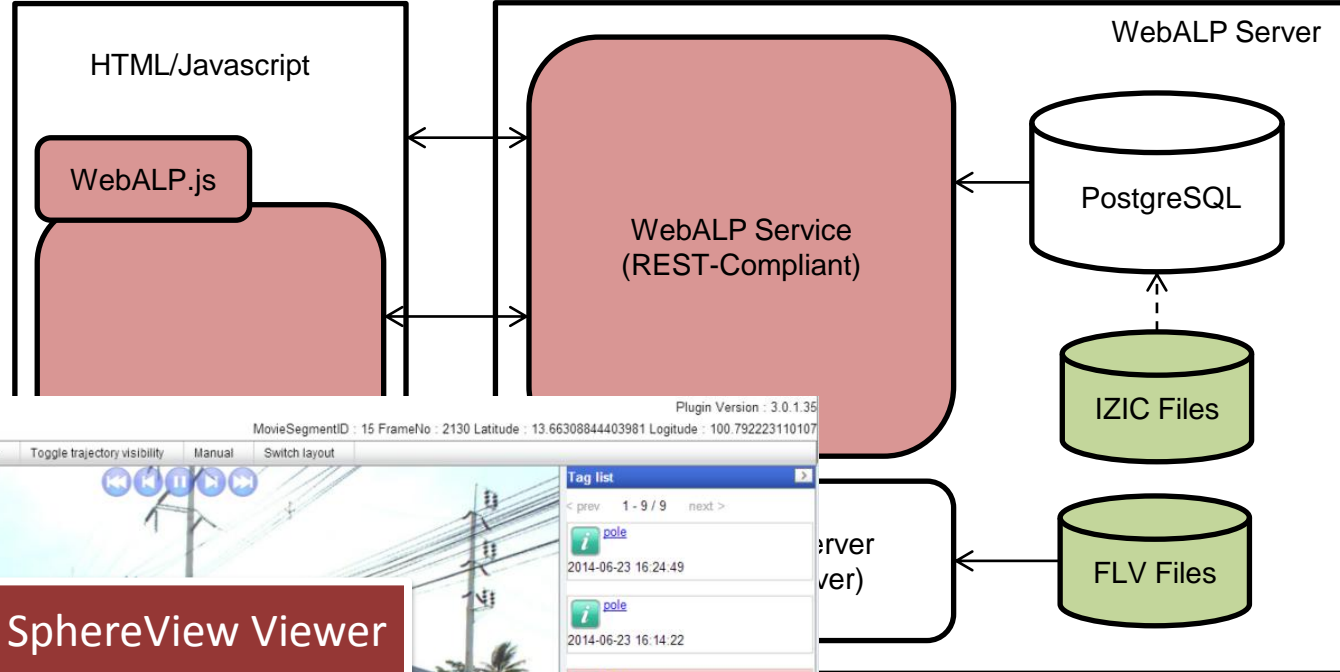 WebALP Server
HTML/Javascript
WebALP.js
PostgreSQL
WebALP Service
(REST-Compliant)
IZIC Files
Plugin Version : 3.0.1.35
MovieSegmentID : 15 FrameNo : 2130 Latitude : 13.66308844403981 Logitude : 100.792223110107
Toggle trajectory visibility Manual Switch layout
Tag list
< prev 1 - 9 / 9 next >
pole
2014-06-23 16:24:49
pole
2014-06-23 16:14:22
FLV Files
SphereView Viewer